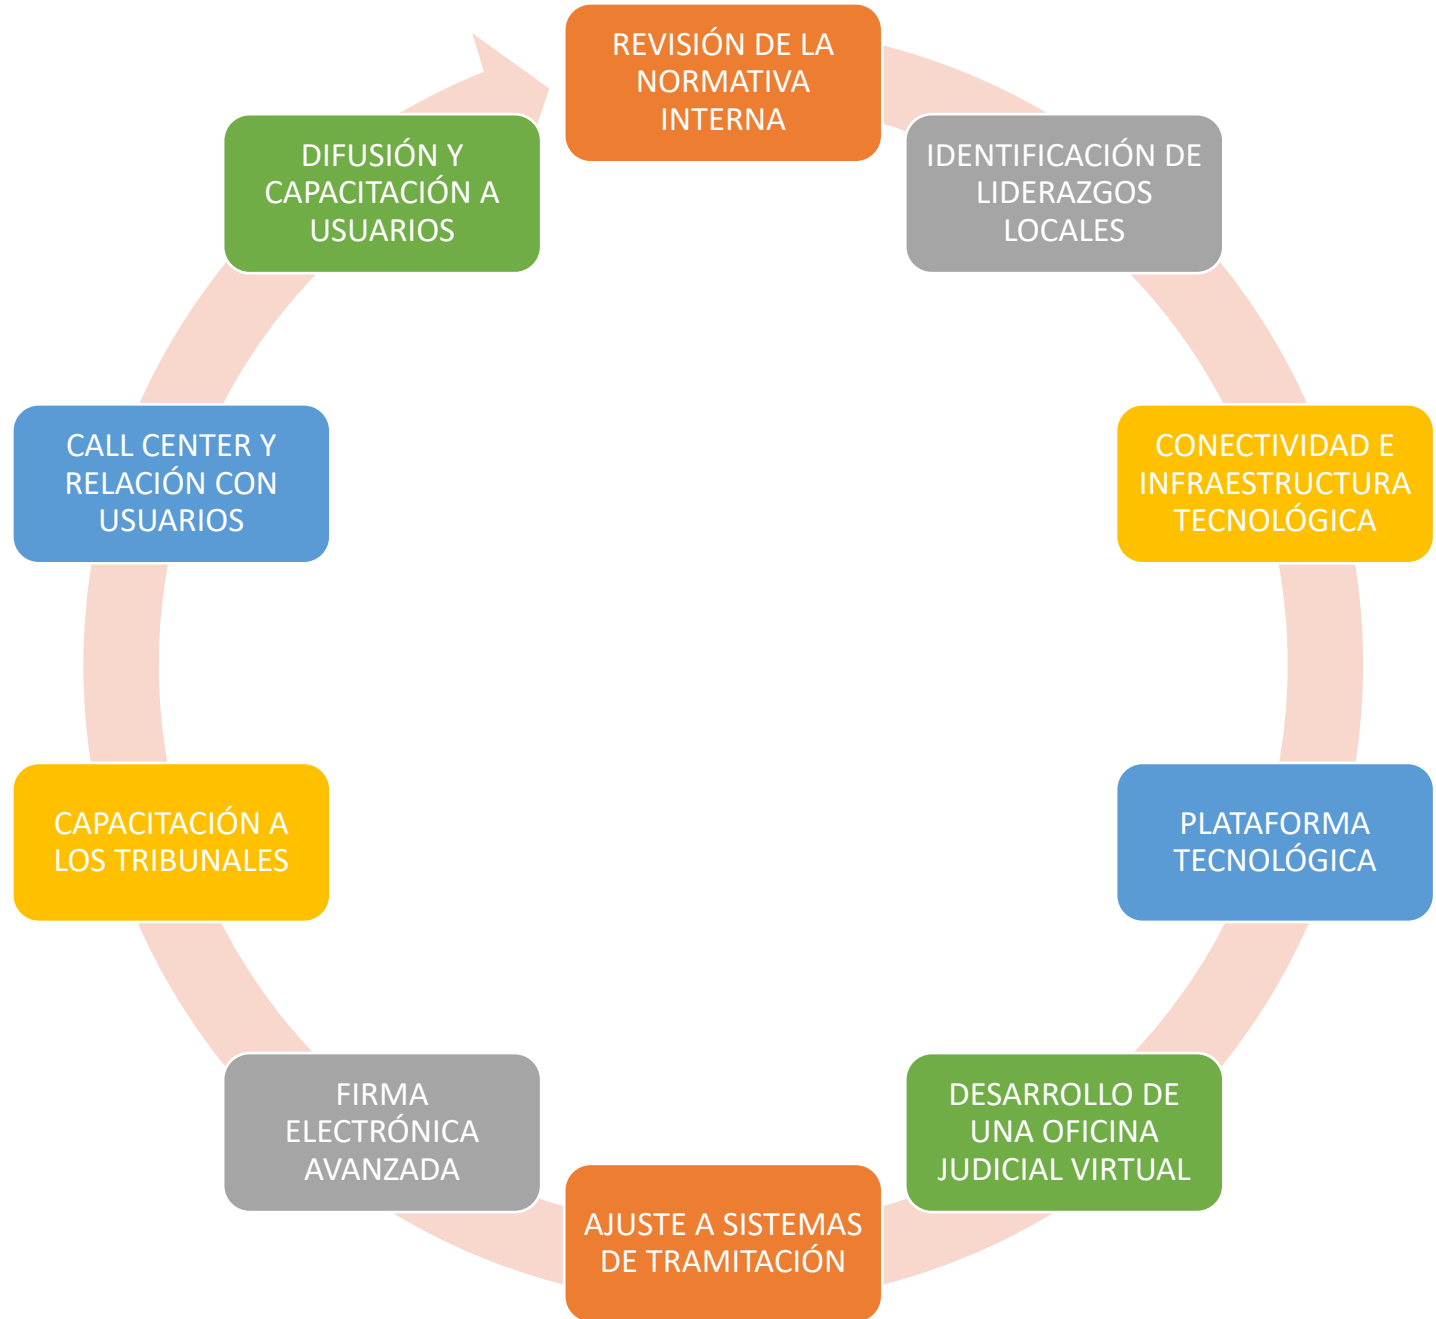 REVISIÓN DE LA
NORMATIVA
INTERNA
IDENTIFICACIÓN DE
LIDERAZGOS
LOCALES
CONECTIVIDAD E
INFRAESTRUCTURA
TECNOLÓGICA
PLATAFORMA
TECNOLÓGICA
DESARROLLO DE
UNA OFICINA
JUDICIAL VIRTUAL
AJUSTE A SISTEMAS
DE TRAMITACIÓN
FIRMA
ELECTRÓNICA
AVANZADA
CAPACITACIÓN A
LOS TRIBUNALES
CALL CENTER Y
RELACIÓN CON
USUARIOS
DIFUSIÓN Y
CAPACITACIÓN A
USUARIOS